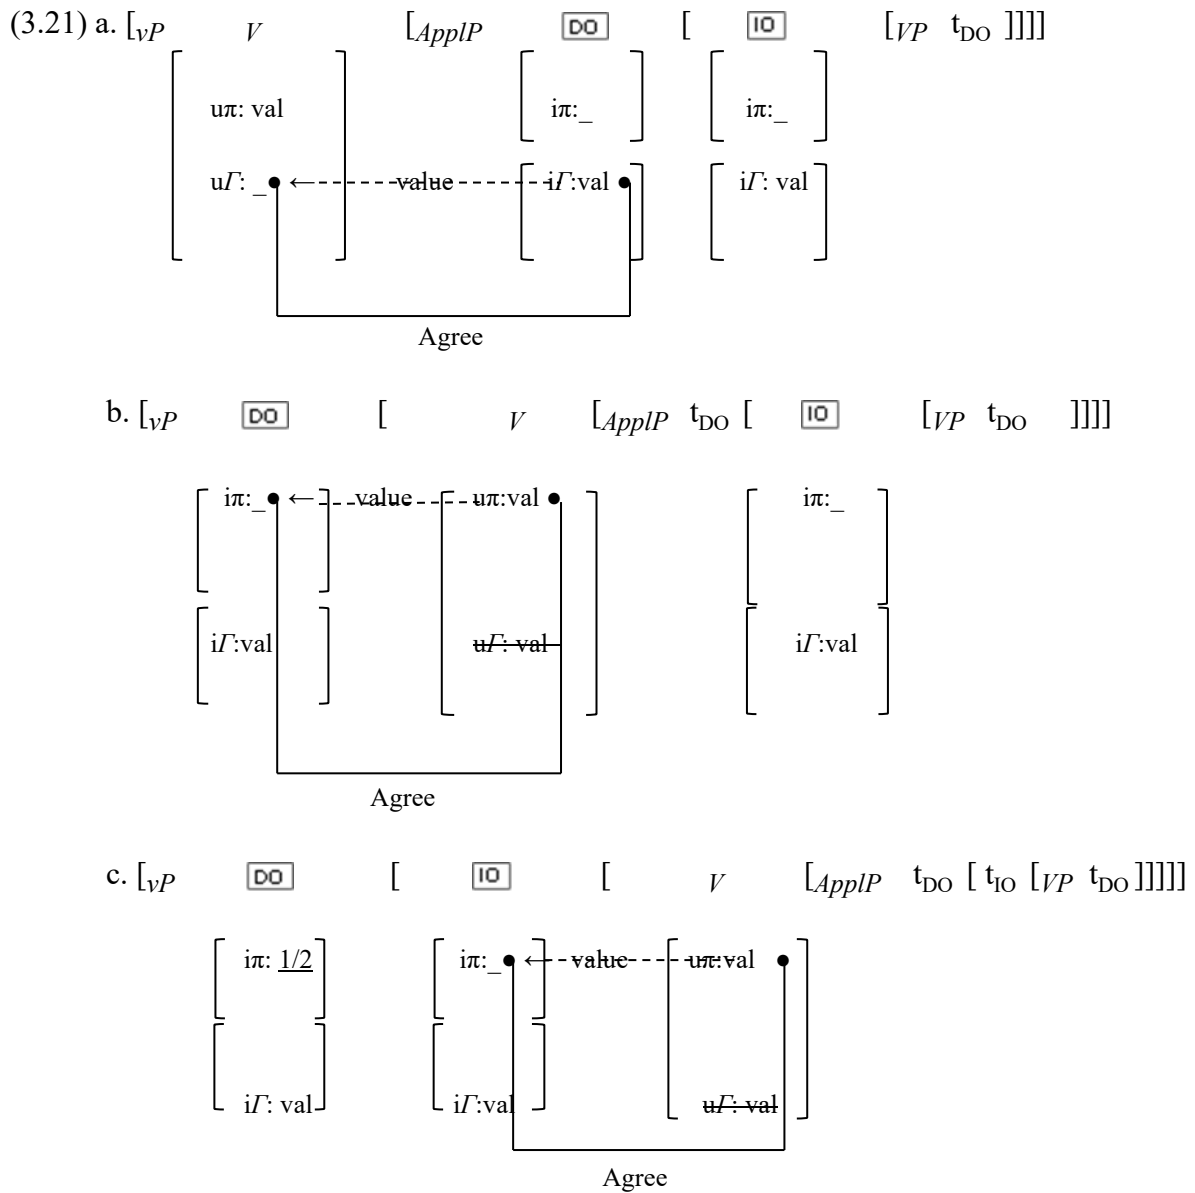 (3.21) a. [vP V [ApplP DO [ IO [VP tDO ]]]]
uπ: val iπ:_ iπ:_
uΓ: _ ← value iΓ:val iΓ: val
Agree
b. [vP DO [ V [ApplP tDO [ IO [VP tDO ]]]]
iπ:_ ← value uπ:val iπ:_
iΓ:val uΓ: val iΓ:val
Agree
c. [vP DO [ IO [ V [ApplP tDO [ tIO [VP tDO]]]]]
iπ: 1/2 iπ:_ ← value uπ:val
iΓ: val iΓ:val uΓ: val
Agree